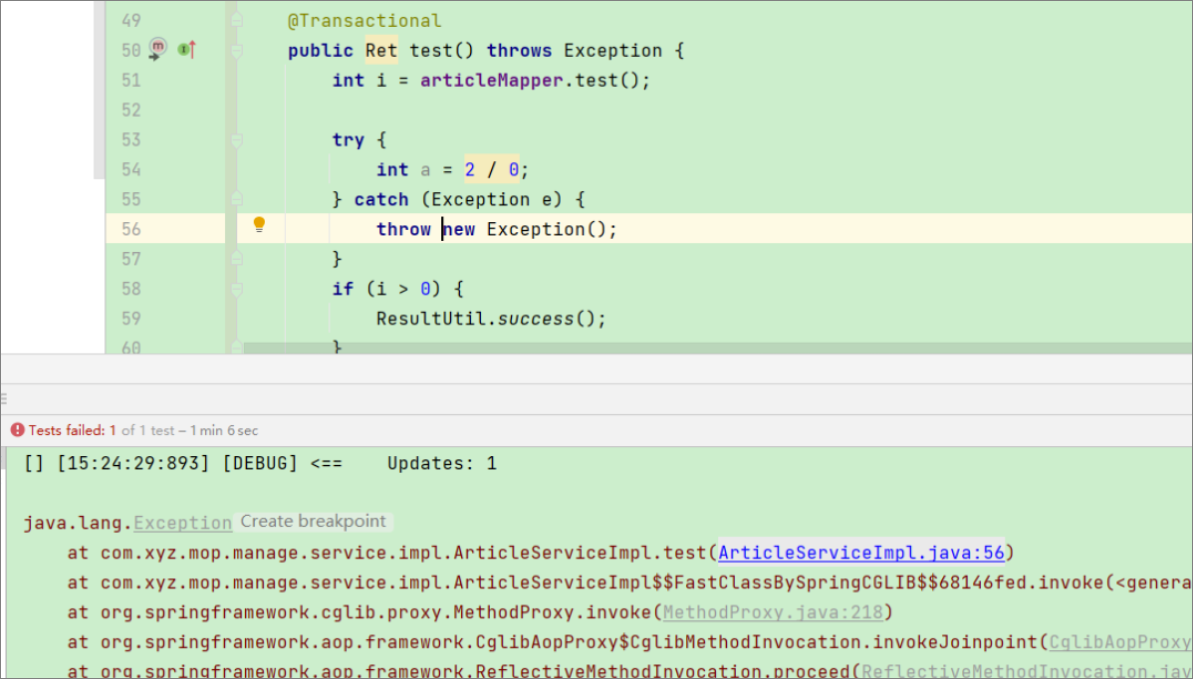 49 @Transactional
50 public Ret test() throws Exception {
51 int i = articleMapper.test();
52
53 try {
54 int a = 2 / 0;
55 } catch (Exception e) {
56 throw new Exception();
57 }
58 if (i > 0) {
59 ResultUtil.success();
60 }
Tests failed: 1 of 1 test – 1 min 6 sec
[] [15:24:29:893] [DEBUG] <==    Updates: 1
java.lang.Exception Create breakpoint
at com.xyz.mop.manage.service.impl.ArticleServiceImpl.test(ArticleServiceImpl.java:56)
at com.xyz.mop.manage.service.impl.ArticleServiceImpl$$FastClassBySpringCGLIB$$68146fed.invoke(<genera
at org.springframework.cglib.proxy.MethodProxy.invoke(MethodProxy.java:218)
at org.springframework.aop.framework.CglibAopProxy$CglibMethodInvocation.invokeJoinpoint(CglibAopProxy
at org.springframework.aop.framework.ReflectiveMethodInvocation.proceed(ReflectiveMethodInvocation.jav